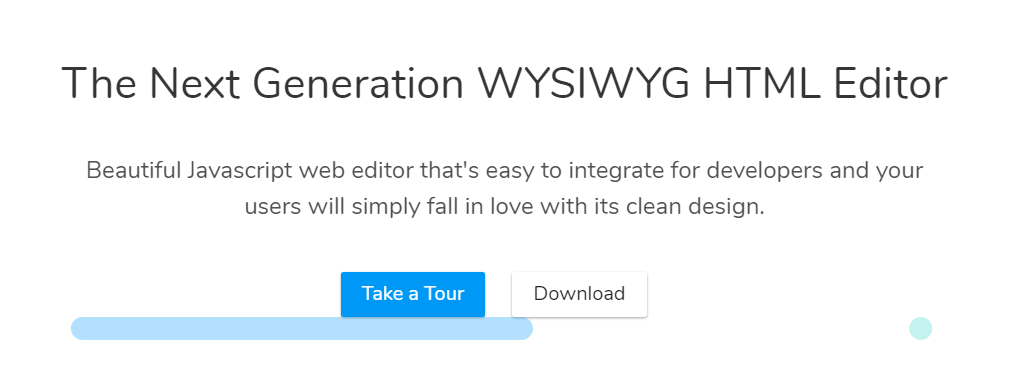 The Next Generation WYSIWYG HTML Editor
Beautiful Javascript web editor that's easy to integrate for developers and your
users will simply fall in love with its clean design.
Take a Tour
Download